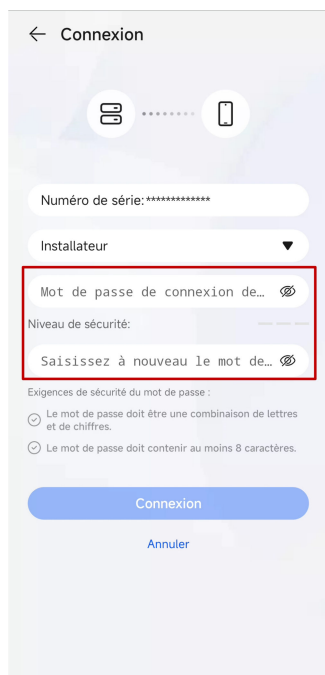 Connexion
Numéro de série:*************
Installateur
Mot de passe de connexion de…
Niveau de sécurité:
Saisissez à nouveau le mot de…
Exigences de sécurité du mot de passe :
Le mot de passe doit être une combinaison de lettres
et de chiffres.
Le mot de passe doit contenir au moins 8 caractères.
Connexion
Annuler